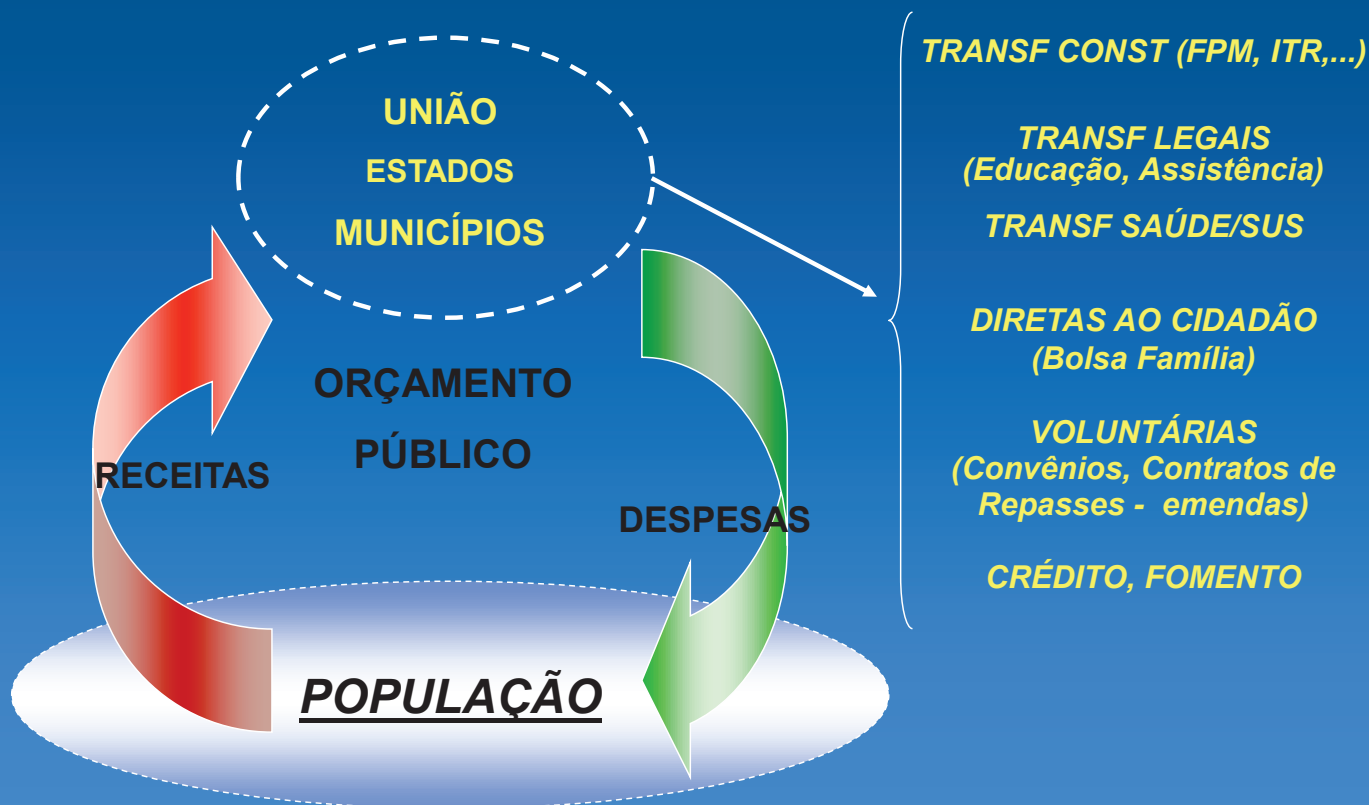 UNIÃO
ESTADOS
MUNICÍPIOS
ORÇAMENTO
PÚBLICO
RECEITAS
DESPESAS
POPULAÇÃO
TRANSF CONST (FPM, ITR,...)
TRANSF LEGAIS
(Educação, Assistência)
TRANSF SAÚDE/SUS
DIRETAS AO CIDADÃO
(Bolsa Família)
VOLUNTÁRIAS
(Convênios, Contratos de
Repasses - emendas)
CRÉDITO, FOMENTO